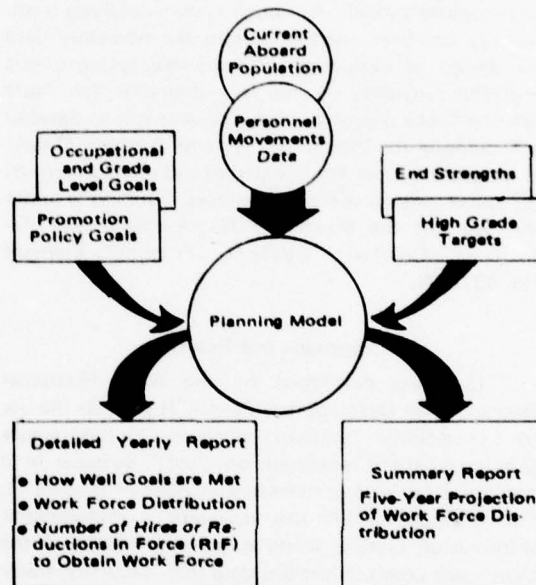 Current
Aboard
Population
Personnel
Movements
Data
Occupational
and Grade
Level Goals
Promotion
Policy Goals
End Strengths
High Grade
Targets
Planning Model
Detailed Yearly Report
● How Well Goals are Met
● Work Force Distribution
● Number of Hires or Re-
ductions in Force (RIF)
to Obtain Work Force
Summary Report
Five-Year Projection
of Work Force Dis-
tribution